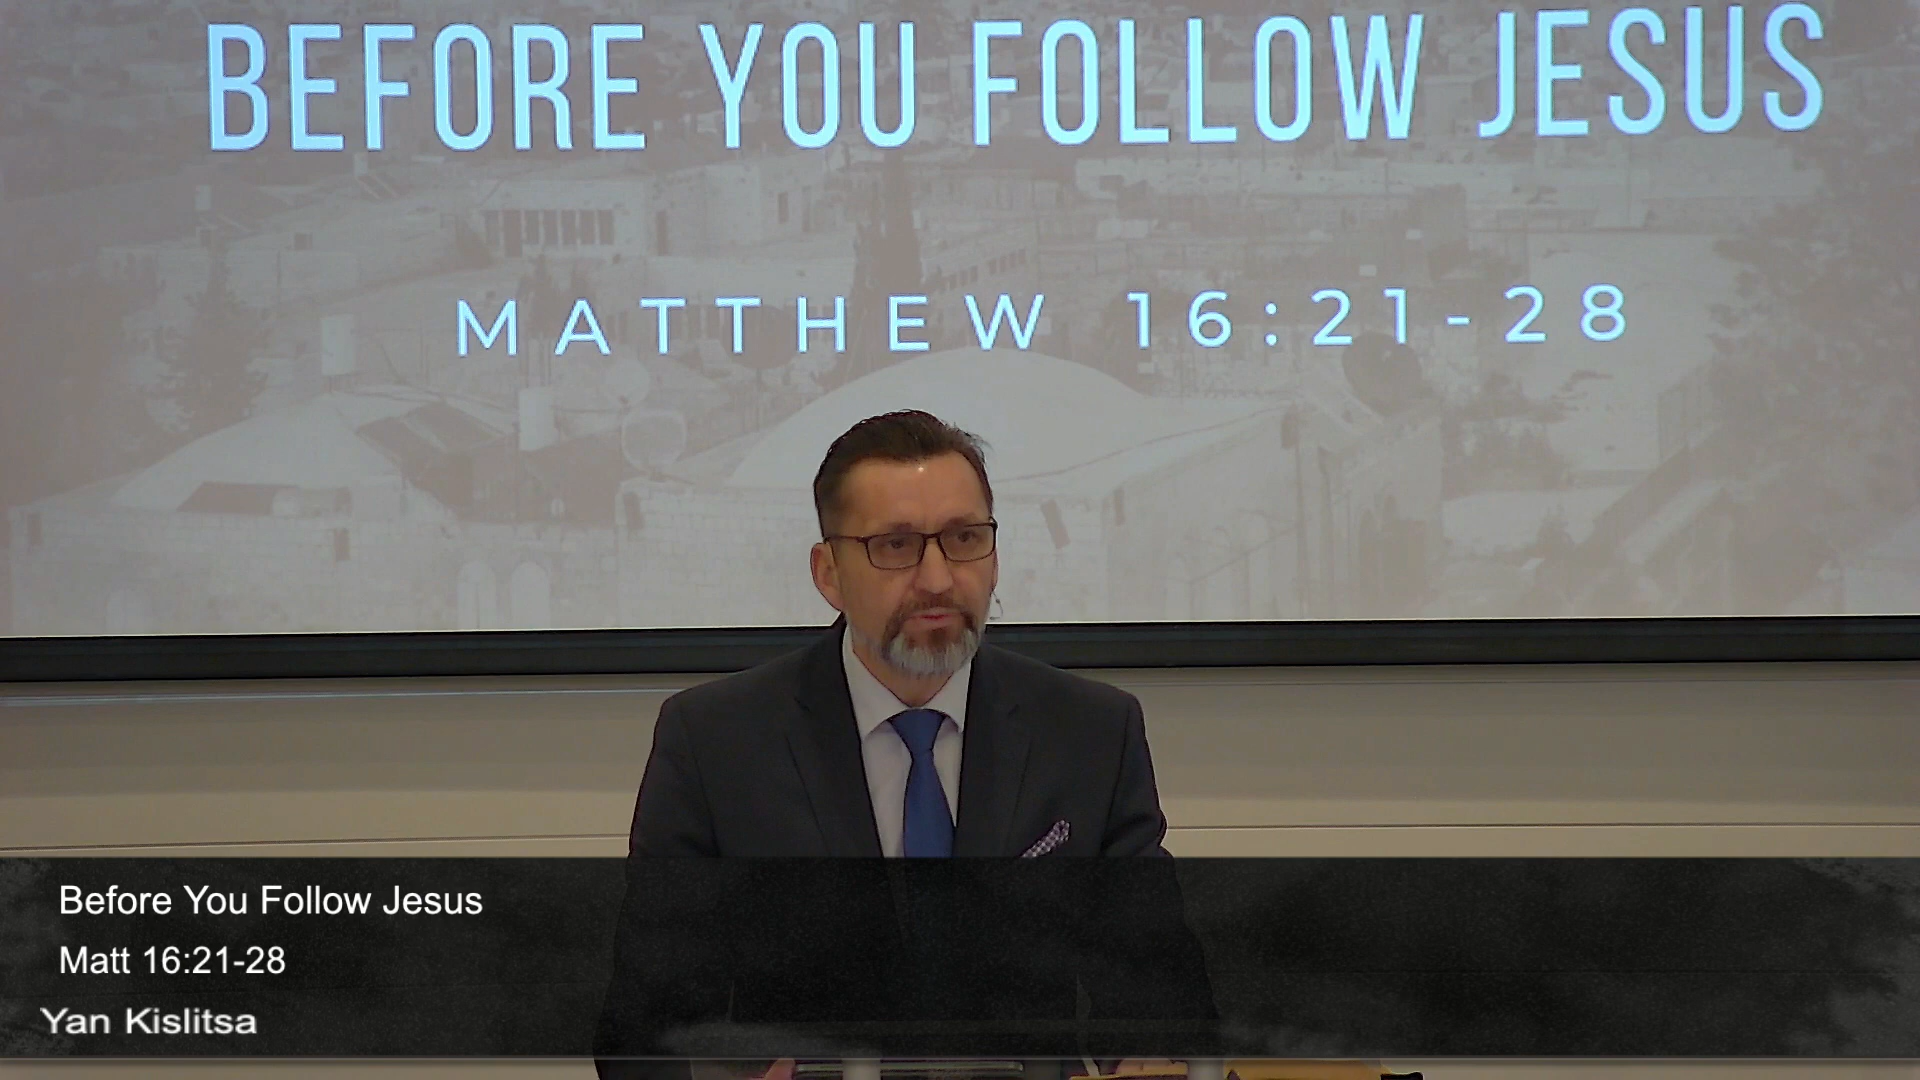 BEFORE YOU FOLLOW JESUS
MATTHEW 16:21-28
Before You Follow Jesus
Matt 16:21-28
Yan Kislitsa